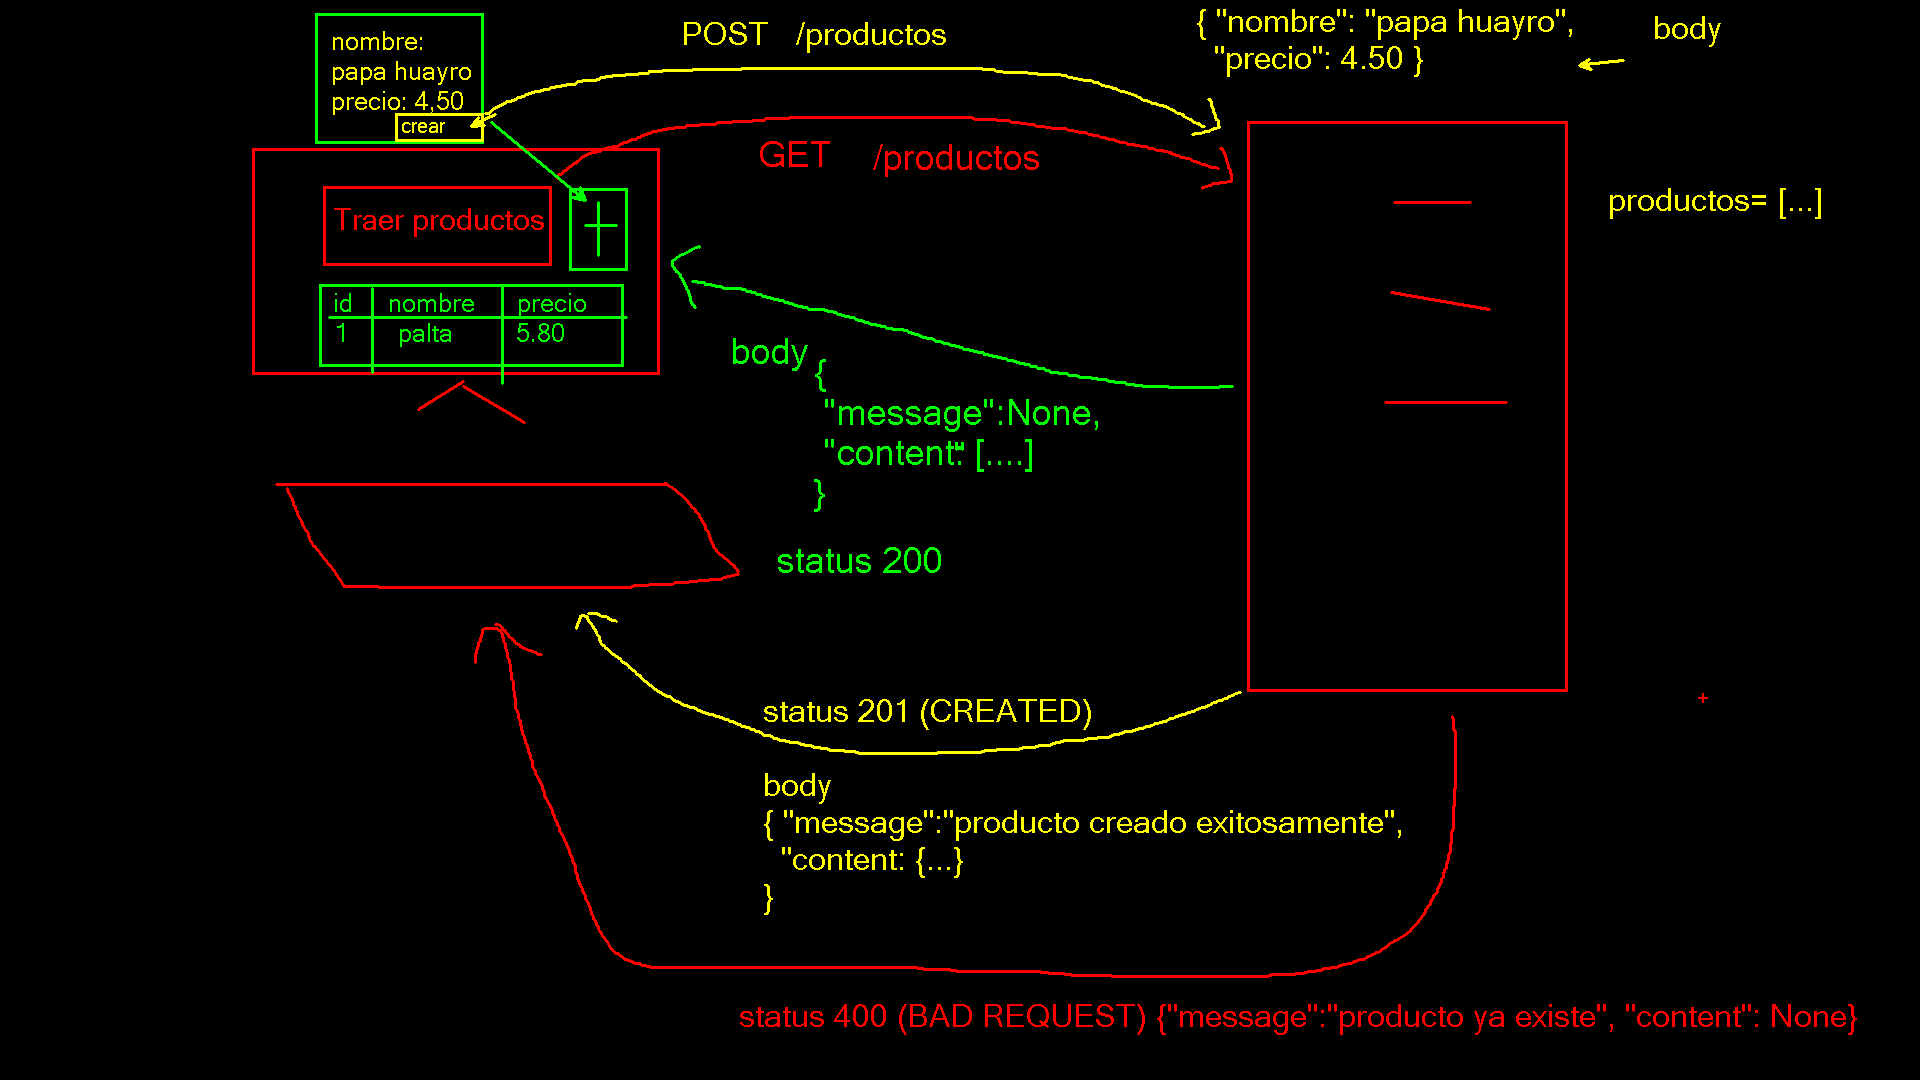 nombre:
papa huayro
precio: 4,50
crear
POST /productos
{ "nombre": "papa huayro",
"precio": 4.50 }
body
GET /productos
Traer productos
productos= [...]
id nombre precio
1 palta 5.80
body
{
"message":None,
"content": [....]
}
status 200
status 201 (CREATED)
body
{ "message":"producto creado exitosamente",
"content: {...}
}
status 400 (BAD REQUEST) {"message":"producto ya existe", "content": None}